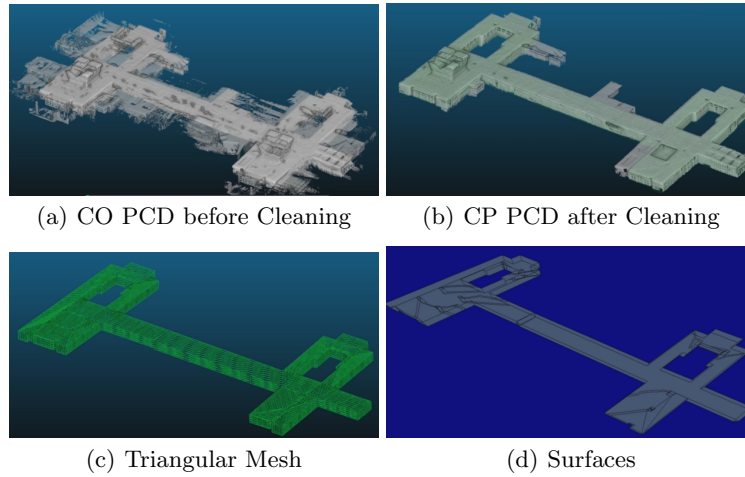 (a) CO PCD before Cleaning
(b) CP PCD after Cleaning
(c) Triangular Mesh
(d) Surfaces